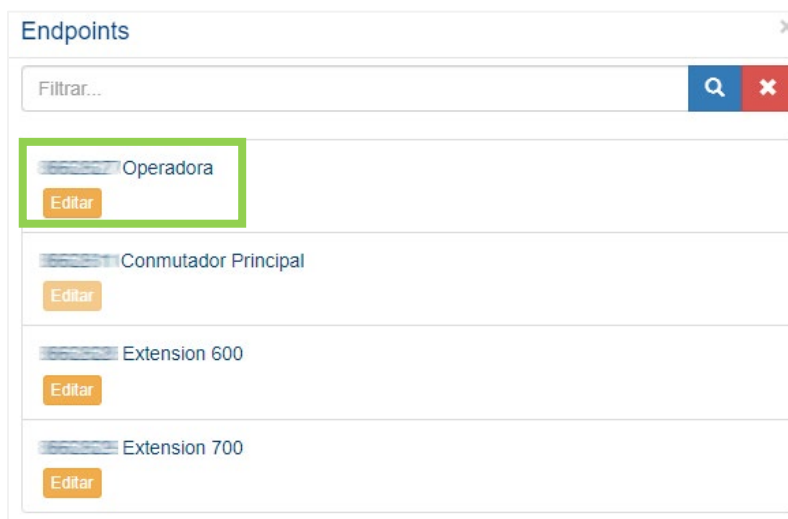 Endpoints
Filtrar...
Operadora
Editar
Conmutador Principal
Editar
Extension 600
Editar
Extension 700
Editar